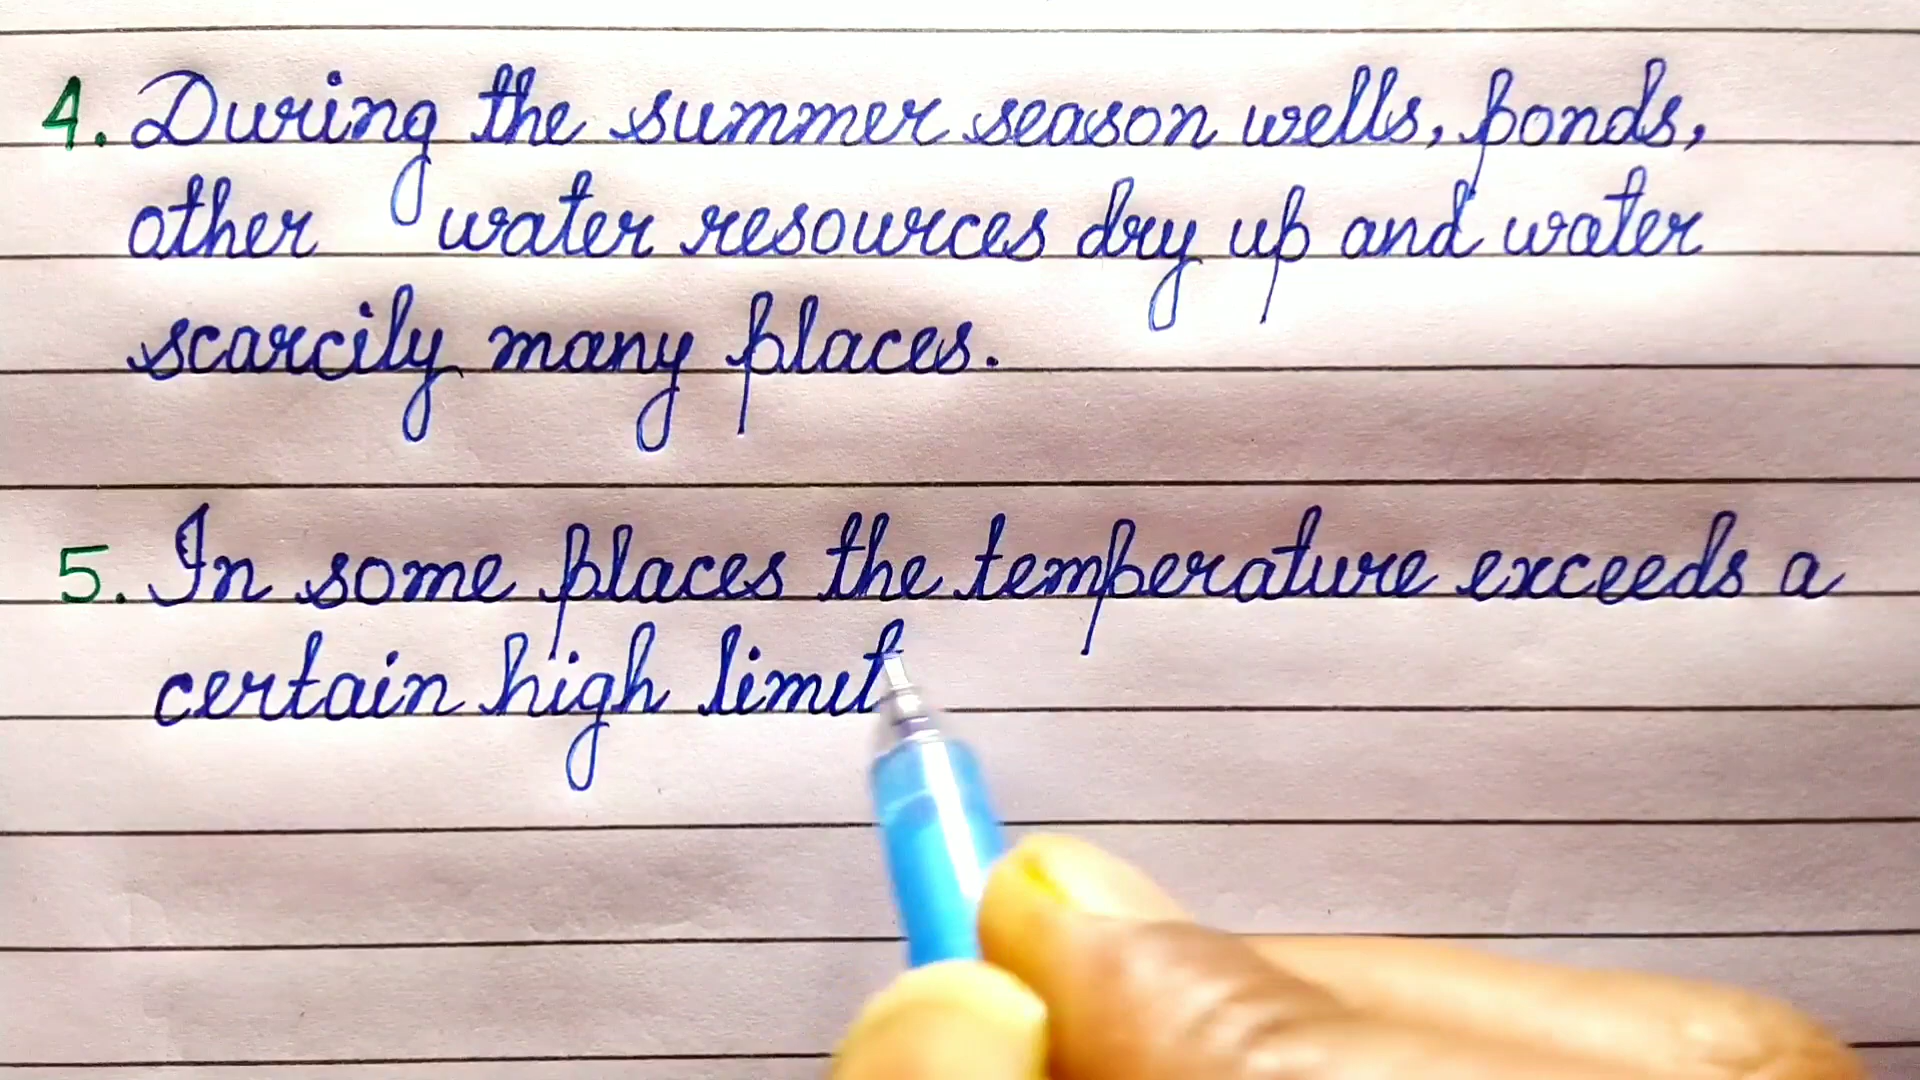 4. During the summer season wells, ponds,
other water resources dry up and water
scarcily many places.
5. In some places the temperature exceeds a
certain high limit